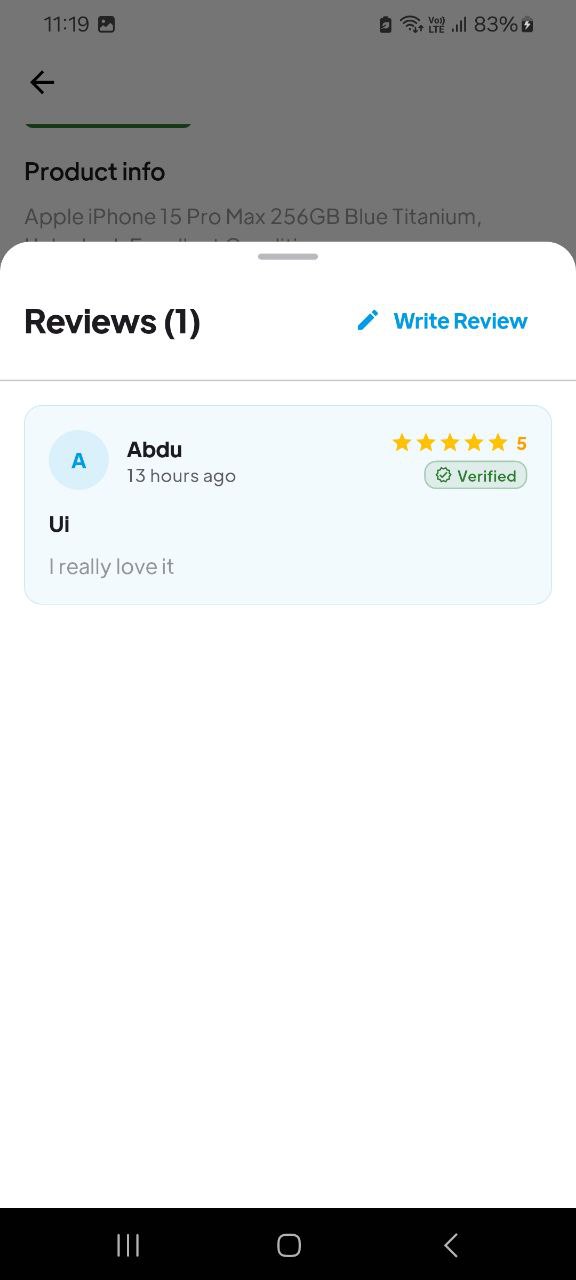 11:19
Vo)) LTE 83%
Product info
Apple iPhone 15 Pro Max 256GB Blue Titanium,
Reviews (1)
Write Review
A
Abdu
5
13 hours ago
Verified
Ui
I really love it